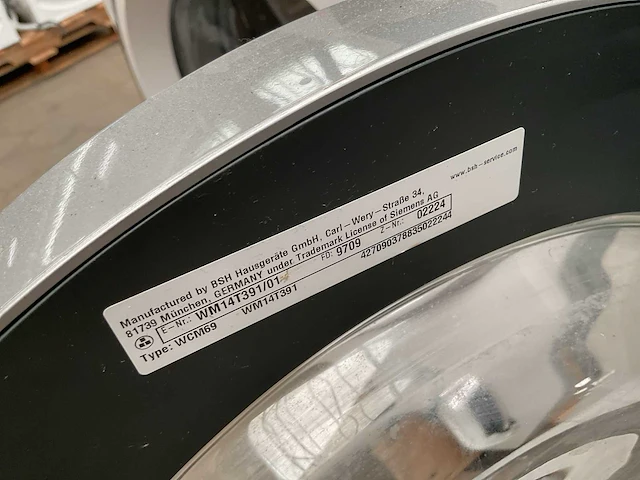 Manufactured by BSH Hausgeräte GmbH, Carl-Wery-Straße 34,
81739 München, GERMANY under Trademark License of Siemens AG
E-Nr.: WM14T391/01 FD: 9709 Z-Nr.: 02224
Type: WCM69 WM14T391 427090378835022244
www.bsh-service.com